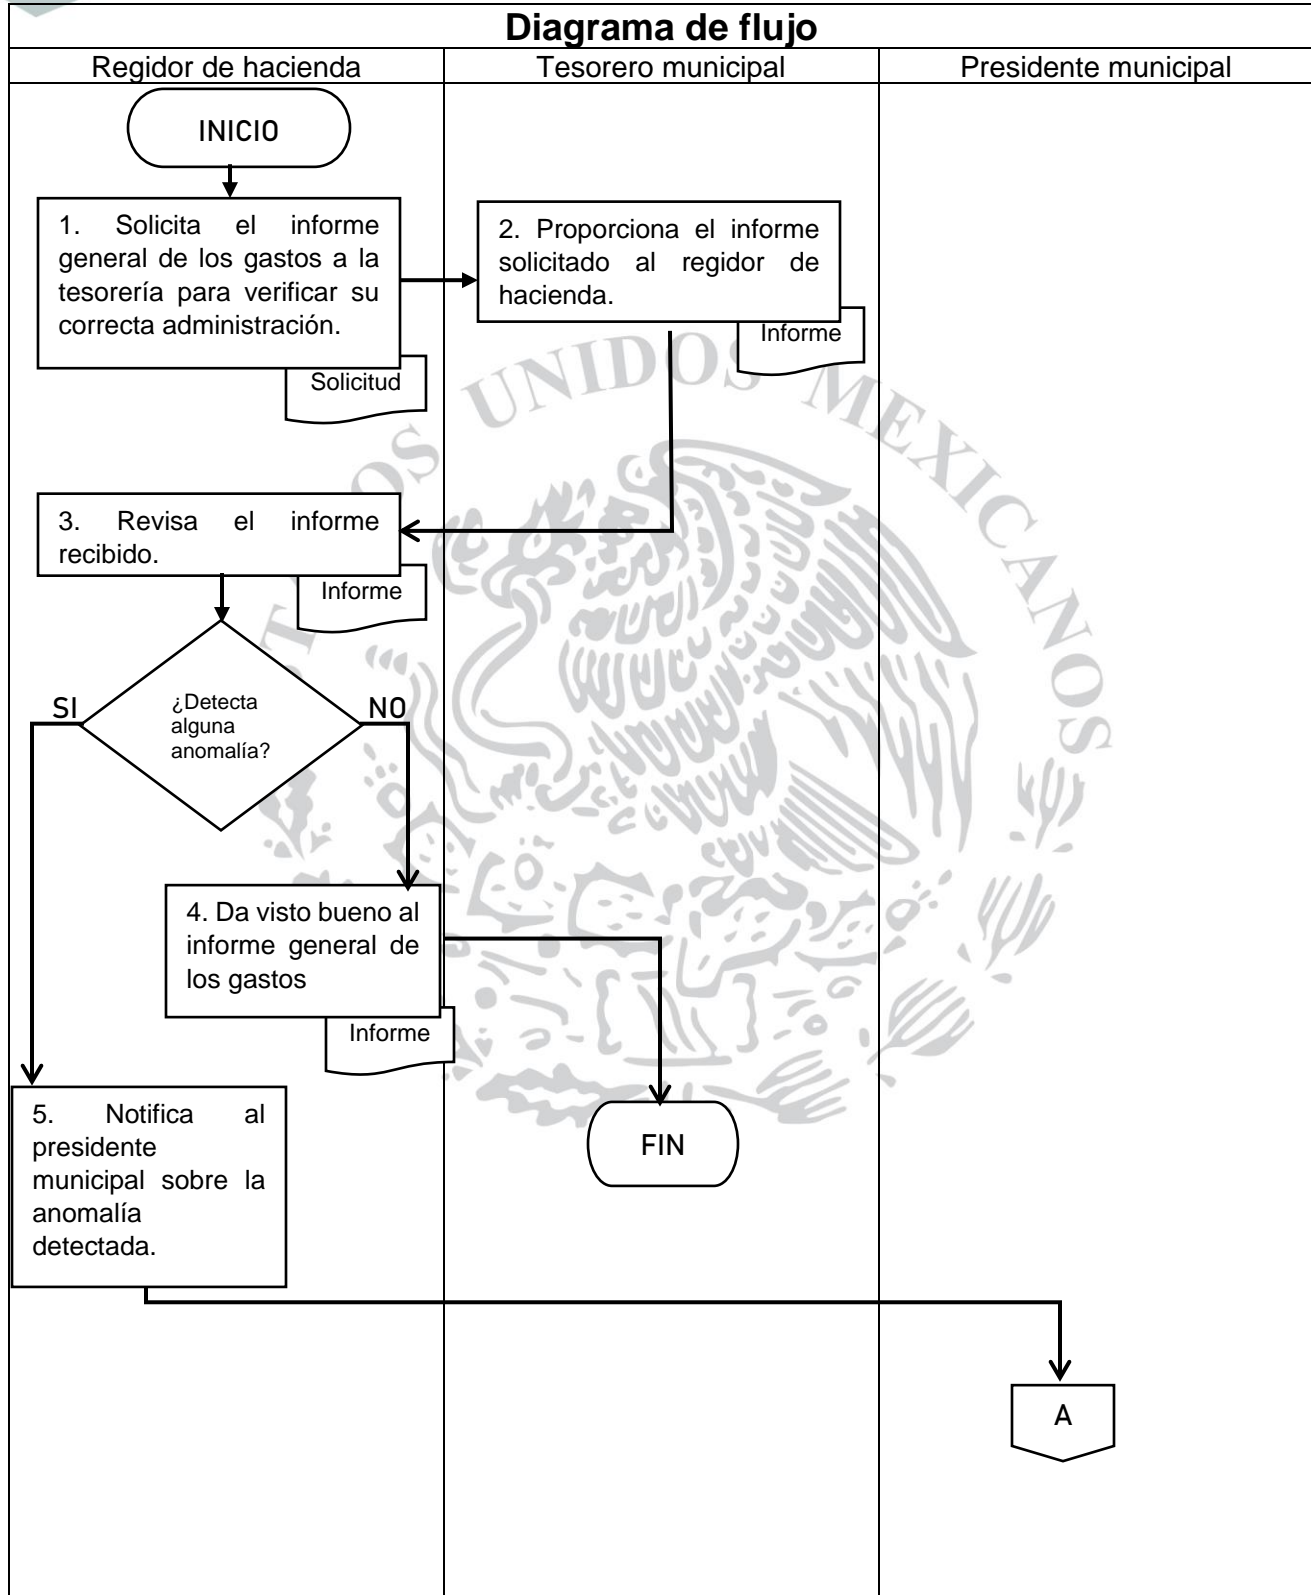 Diagrama de flujo
Regidor de hacienda
Tesorero municipal
Presidente municipal
INICIO
1. Solicita el informe
general de los gastos a la
tesorería para verificar su
correcta administración.
Solicitud
2. Proporciona el informe
solicitado al regidor de
hacienda.
Informe
3. Revisa el informe
recibido.
Informe
¿Detecta
alguna
anomalía?
SI
NO
4. Da visto bueno al
informe general de
los gastos
Informe
5. Notifica al
presidente
municipal sobre la
anomalía
detectada.
FIN
A
UNIDOS MEXICANOS